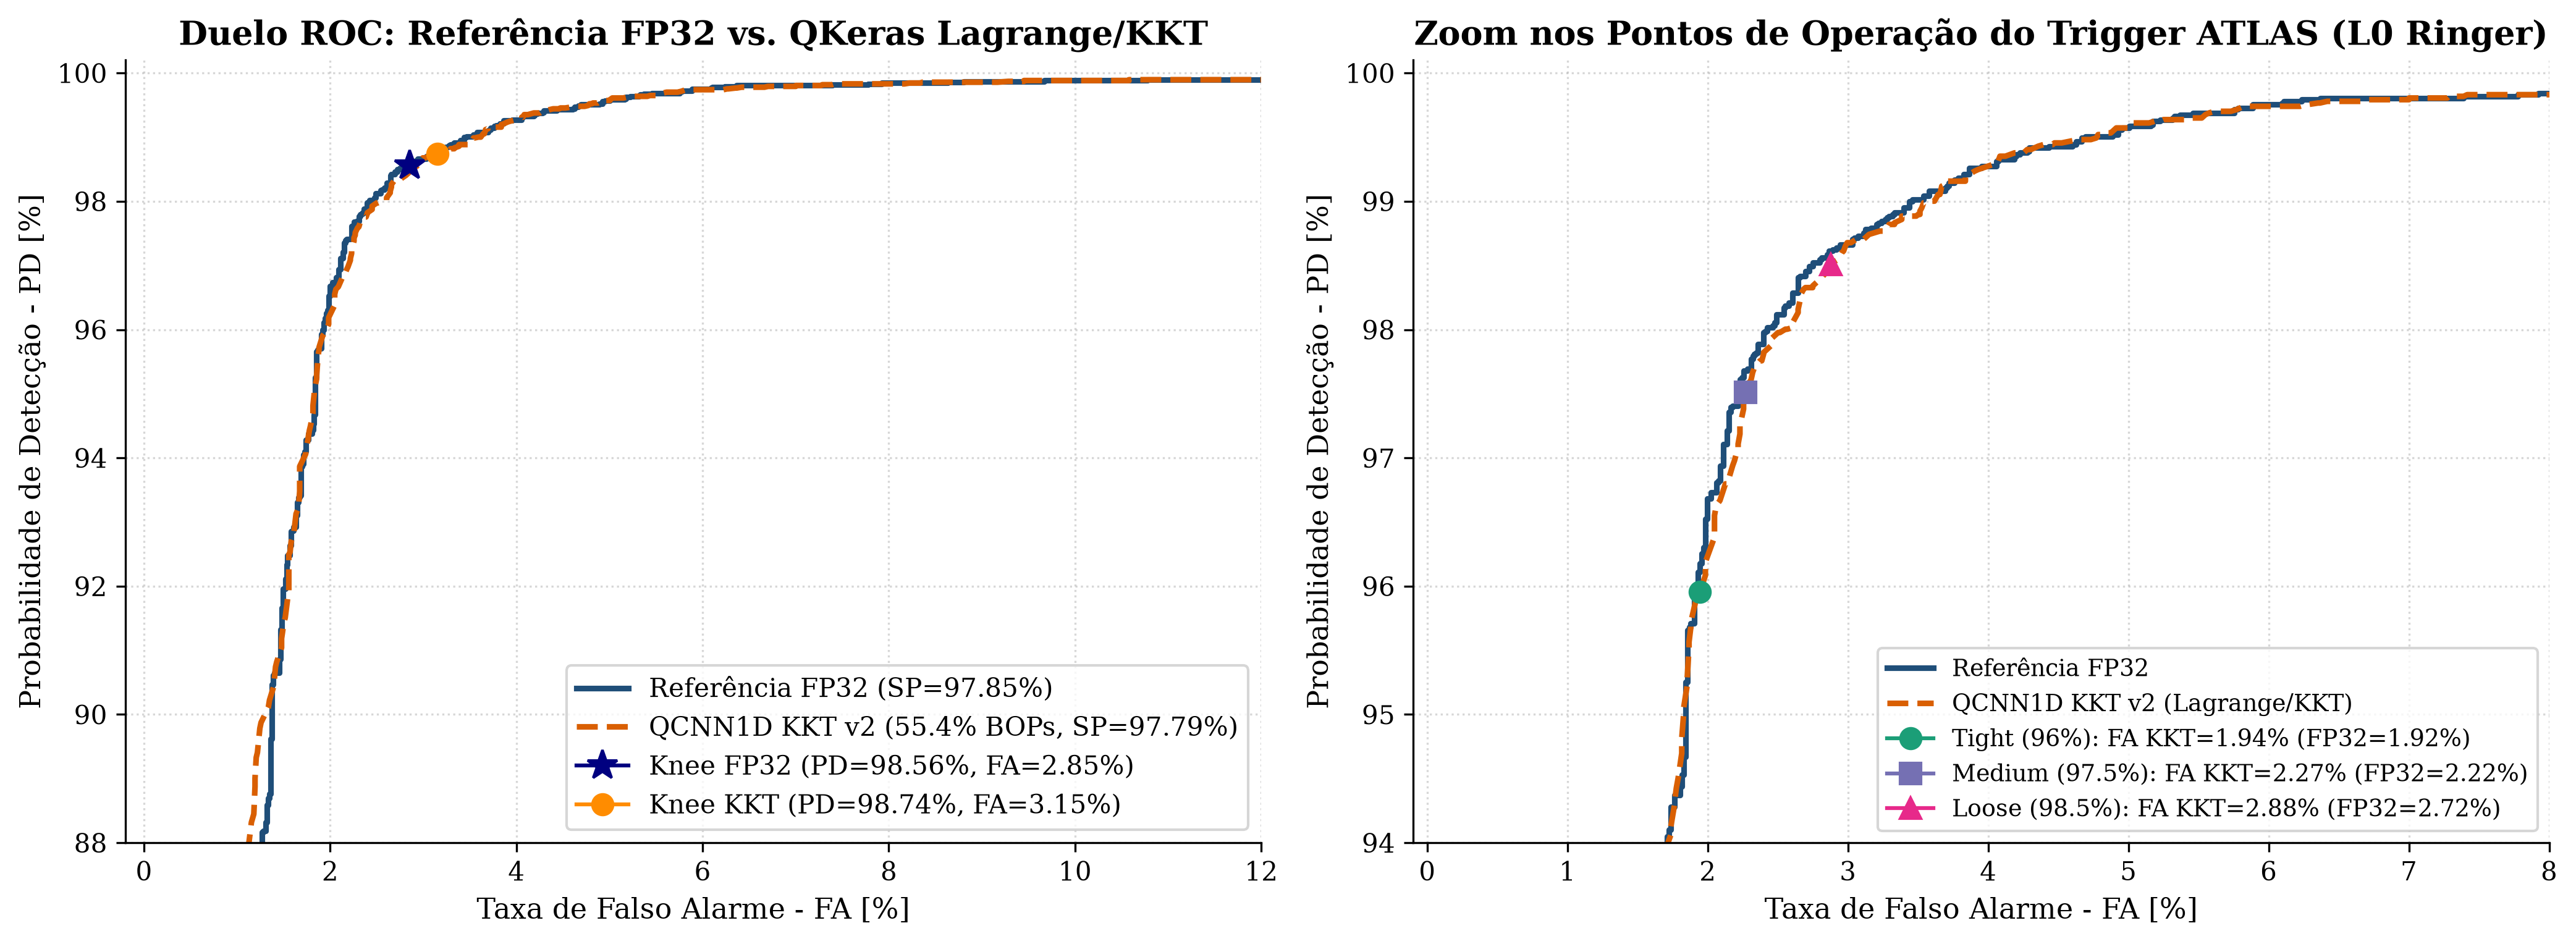 Duelo ROC: Referência FP32 vs. QKeras Lagrange/KKT
100
98
96
94
92
90
88
Probabilidade de Detecção - PD [%]
0
2
4
6
8
10
12
Taxa de Falso Alarme - FA [%]
Referência FP32 (SP=97.85%)
QCNN1D KKT v2 (55.4% BOPs, SP=97.79%)
Knee FP32 (PD=98.56%, FA=2.85%)
Knee KKT (PD=98.74%, FA=3.15%)
Zoom nos Pontos de Operação do Trigger ATLAS (L0 Ringer)
100
99
98
97
96
95
94
Probabilidade de Detecção - PD [%]
0
1
2
3
4
5
6
7
8
Taxa de Falso Alarme - FA [%]
Referência FP32
QCNN1D KKT v2 (Lagrange/KKT)
Tight (96%): FA KKT=1.94% (FP32=1.92%)
Medium (97.5%): FA KKT=2.27% (FP32=2.22%)
Loose (98.5%): FA KKT=2.88% (FP32=2.72%)